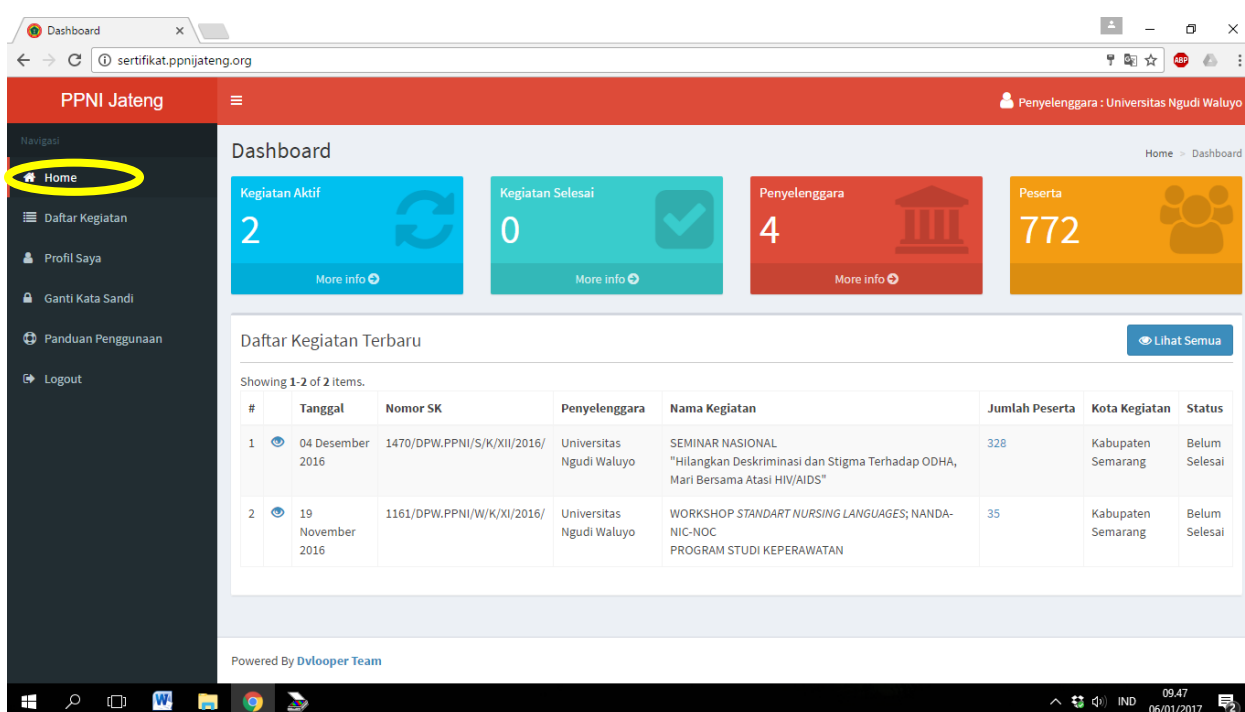 Dashboard
sertifikat.ppnijateng.org
ABP
PPNI Jateng
Penyelenggara : Universitas Ngudi Waluyo
Navigasi
Home
Daftar Kegiatan
Profil Saya
Ganti Kata Sandi
Panduan Penggunaan
Logout
Dashboard
Home > Dashboard
Kegiatan Aktif
2
More info
Kegiatan Selesai
0
More info
Penyelenggara
4
More info
Peserta
772
Daftar Kegiatan Terbaru
Lihat Semua
Showing 1-2 of 2 items.
# Tanggal Nomor SK Penyelenggara Nama Kegiatan Jumlah Peserta Kota Kegiatan Status
1 04 Desember 1470/DPW.PPNI/S/K/XII/2016/ Universitas SEMINAR NASIONAL 328 Kabupaten Belum
2016 Ngudi Waluyo "Hilangkan Deskriminasi dan Stigma Terhadap ODHA, Semarang Selesai
Mari Bersama Atasi HIV/AIDS"
2 19 1161/DPW.PPNI/W/K/XI/2016/ Universitas WORKSHOP STANDART NURSING LANGUAGES; NANDA- 35 Kabupaten Belum
November Ngudi Waluyo NIC-NOC Semarang Selesai
2016 PROGRAM STUDI KEPERAWATAN
Powered By Dvlooper Team
IND
09.47
06/01/2017
2